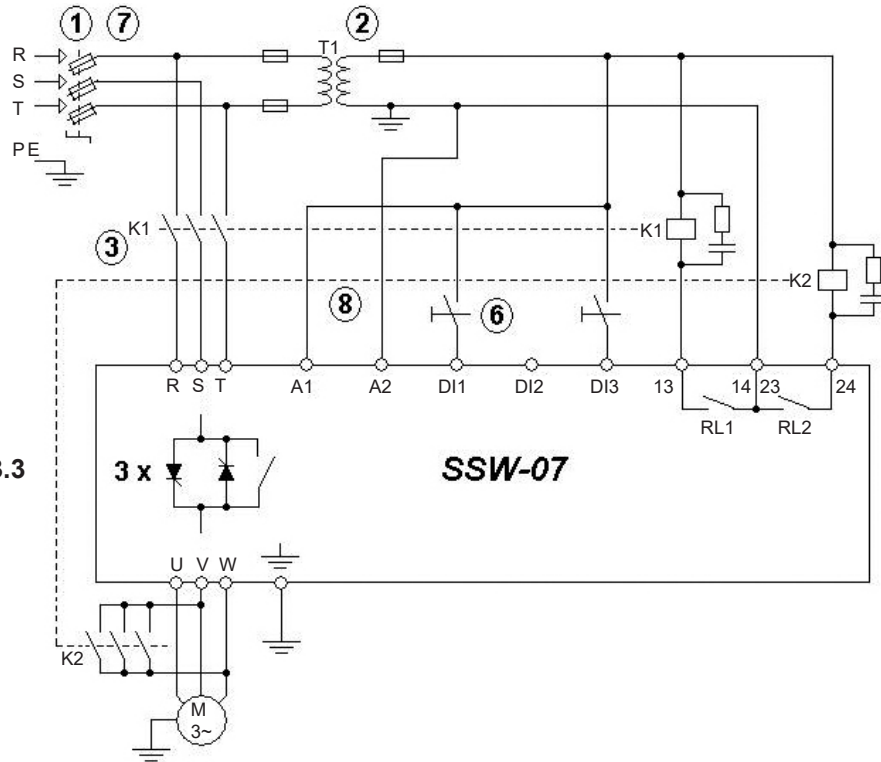 1 7 2
R
S
T
T1
PE
K1
3
K1
K2
8
6
R S T A1 A2 DI1 DI2 DI3 13 14 23 24
RL1 RL2
3.3
3 x
SSW-07
U V W
K2
M
3~